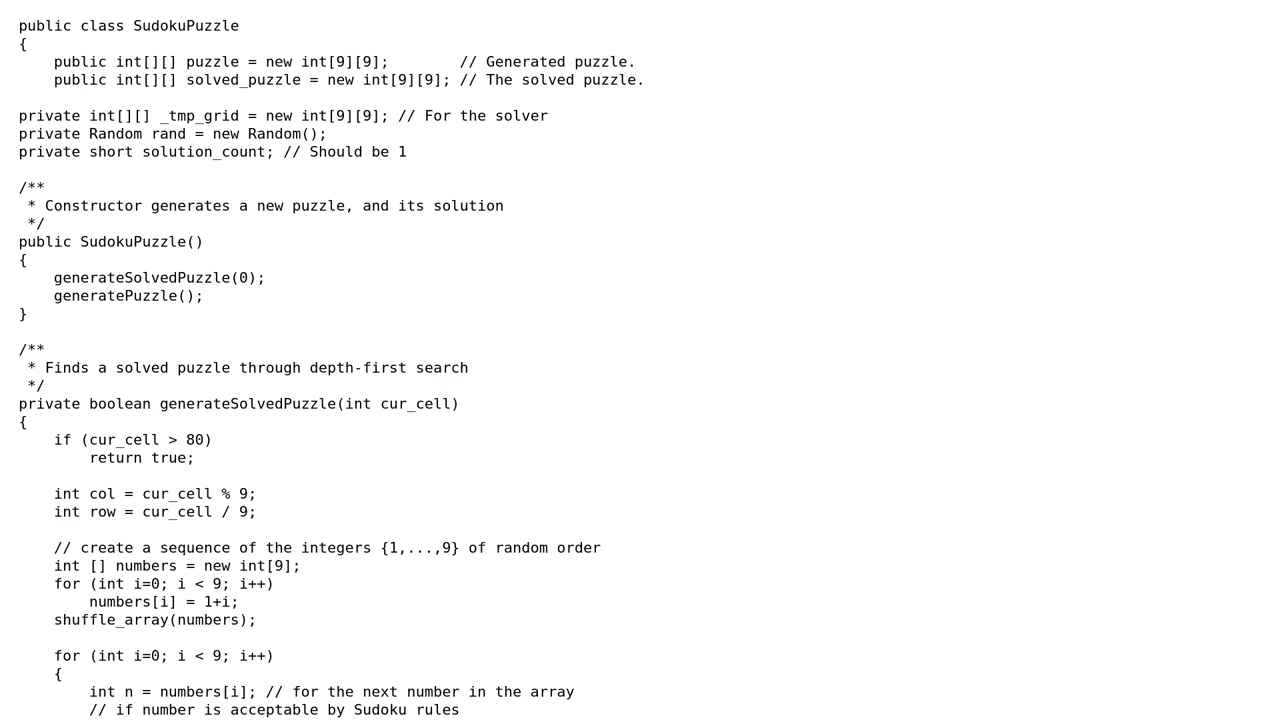 public class SudokuPuzzle
{
    public int[][] puzzle = new int[9][9];        // Generated puzzle.
    public int[][] solved_puzzle = new int[9][9]; // The solved puzzle.

private int[][] _tmp_grid = new int[9][9]; // For the solver
private Random rand = new Random();
private short solution_count; // Should be 1

/**
 * Constructor generates a new puzzle, and its solution
 */
public SudokuPuzzle()
{
    generateSolvedPuzzle(0);
    generatePuzzle();
}

/**
 * Finds a solved puzzle through depth-first search
 */
private boolean generateSolvedPuzzle(int cur_cell)
{
    if (cur_cell > 80)
        return true;

    int col = cur_cell % 9;
    int row = cur_cell / 9;

    // create a sequence of the integers {1,...,9} of random order
    int [] numbers = new int[9];
    for (int i=0; i < 9; i++)
        numbers[i] = 1+i;
    shuffle_array(numbers);

    for (int i=0; i < 9; i++)
    {
        int n = numbers[i]; // for the next number in the array
        // if number is acceptable by Sudoku rules